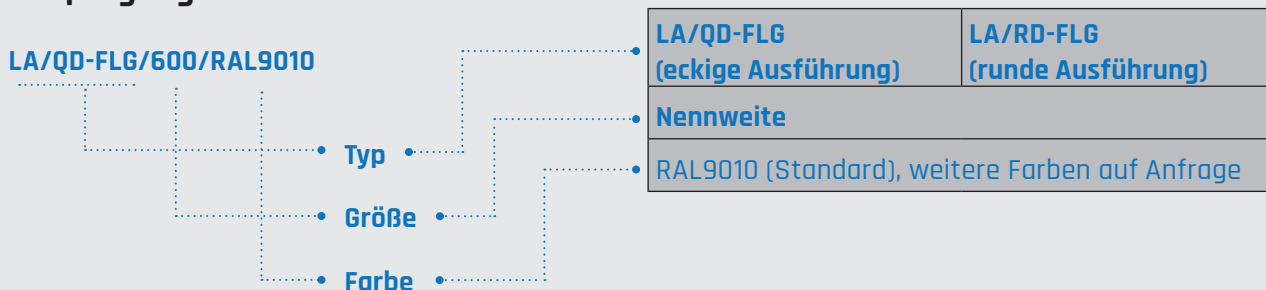 LA/QD-FLG/600/RAL9010
Typ
Größe
Farbe
LA/QD-FLG
(eckige Ausführung)
LA/RD-FLG
(runde Ausführung)
Nennweite
RAL9010 (Standard), weitere Farben auf Anfrage